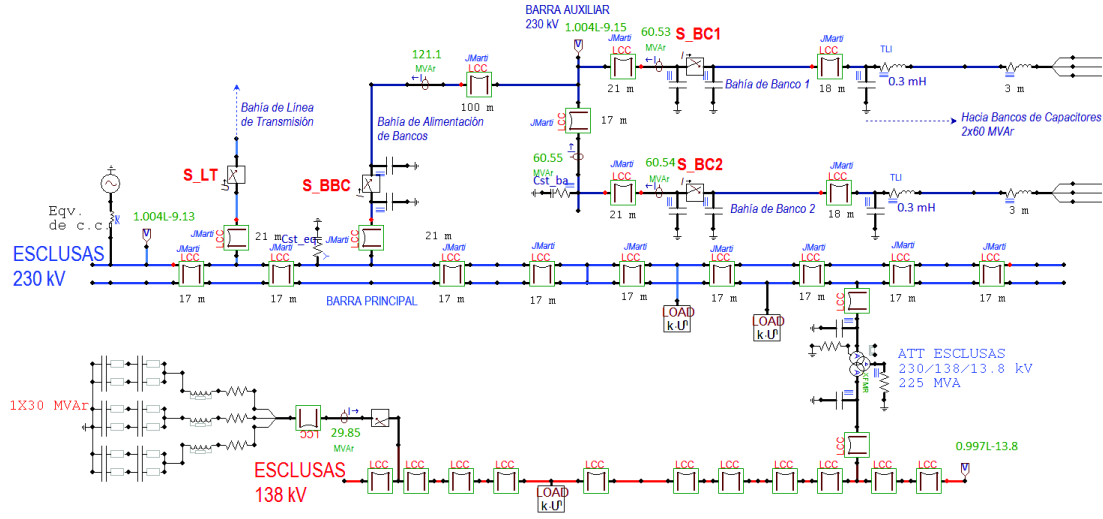 BARRA AUXILIAR
230 kV
1.004L-9.15
60.53
MVAr
S_BC1
JMarti
LCC
21 m
Bahía de Banco 1
JMarti
LCC
18 m
TLI
0.3 mH
3 m
121.1
MVAr
JMarti
LCC
100 m
Bahía de Línea
de Transmisión
Bahía de Alimentación
de Bancos
JMarti
LCC
17 m
Hacia Bancos de Capacitores
2x60 MVAr
S_LT
S_BBC
60.55
MVAr
Cst_ba
60.54
MVAr
S_BC2
JMarti
LCC
21 m
Bahía de Banco 2
JMarti
LCC
18 m
TLI
0.3 mH
3 m
Eqv.
de c.c.
1.004L-9.13
JMarti
LCC
21 m
Cst_eq
JMarti
LCC
21 m
ESCLUSAS
230 kV
JMarti
LCC
17 m
JMarti
LCC
17 m
BARRA PRINCIPAL
JMarti
LCC
17 m
JMarti
LCC
17 m
JMarti
LCC
17 m
JMarti
LCC
17 m
JMarti
LCC
17 m
JMarti
LCC
17 m
JMarti
LCC
17 m
LOAD
k·Uⁿ
LOAD
k·Uⁿ
LCC
XFMR
ATT ESCLUSAS
230/138/13.8 kV
225 MVA
1X30 MVAr
LCC
29.85
MVAr
ESCLUSAS
138 kV
LCC
LCC
LCC
LCC
LOAD
k·Uⁿ
LCC
LCC
LCC
LCC
LCC
LCC
LCC
LCC
0.997L-13.8